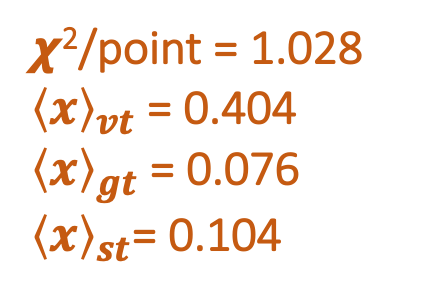 χ²/point = 1.028
⟨x⟩ᵥₜ = 0.404
⟨x⟩gt = 0.076
⟨x⟩ₛₜ= 0.104